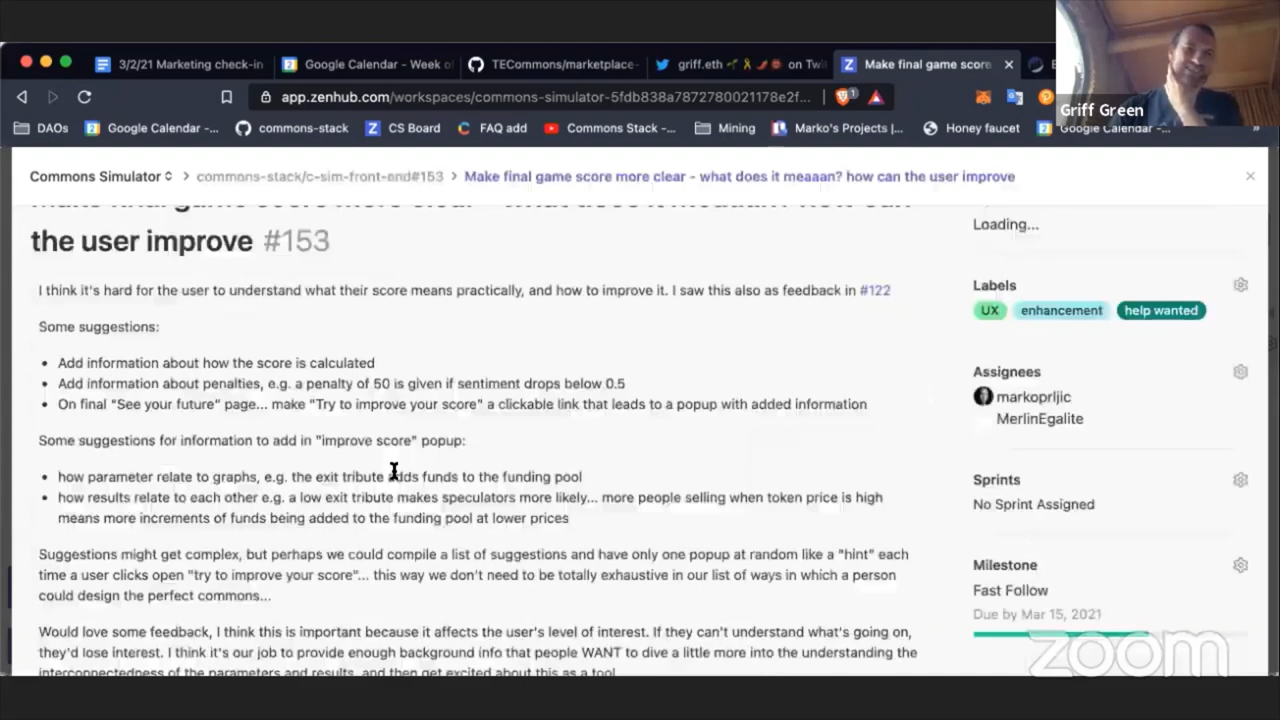 3/2/21 Marketing check-in
Google Calendar - Week of
TECommons/marketplace-
griff.eth
on Twi
Make final game score
app.zenhub.com/workspaces/commons-simulator-5fdb838a7872780021178e2f...
1
Griff Green
DAOs
Google Calendar -...
commons-stack
CS Board
FAQ add
Commons Stack -...
Mining
Marko's Projects |...
Honey faucet
Google Calendar -...
Commons Simulator > commons-stack/c-sim-front-end#153 > Make final game score more clear - what does it meaaan? how can the user improve
the user improve #153
Loading...
I think it's hard for the user to understand what their score means practically, and how to improve it. I saw this also as feedback in #122
Labels
UX enhancement help wanted
Some suggestions:
• Add information about how the score is calculated
• Add information about penalties, e.g. a penalty of 50 is given if sentiment drops below 0.5
• On final "See your future" page... make "Try to improve your score" a clickable link that leads to a popup with added information
Assignees
markoprljic
MerlinEgalite
Some suggestions for information to add in "improve score" popup:
• how parameter relate to graphs, e.g. the exit tribute adds funds to the funding pool
• how results relate to each other e.g. a low exit tribute makes speculators more likely... more people selling when token price is high
means more increments of funds being added to the funding pool at lower prices
Sprints
No Sprint Assigned
Suggestions might get complex, but perhaps we could compile a list of suggestions and have only one popup at random like a "hint" each
time a user clicks open "try to improve your score"... this way we don't need to be totally exhaustive in our list of ways in which a person
could design the perfect commons...
Milestone
Fast Follow
Due by Mar 15, 2021
Would love some feedback, I think this is important because it affects the user's level of interest. If they can't understand what's going on,
they'd lose interest. I think it's our job to provide enough background info that people WANT to dive a little more into the understanding the
interconnectedness of the parameters and results, and then get excited about this as a tool
zoom